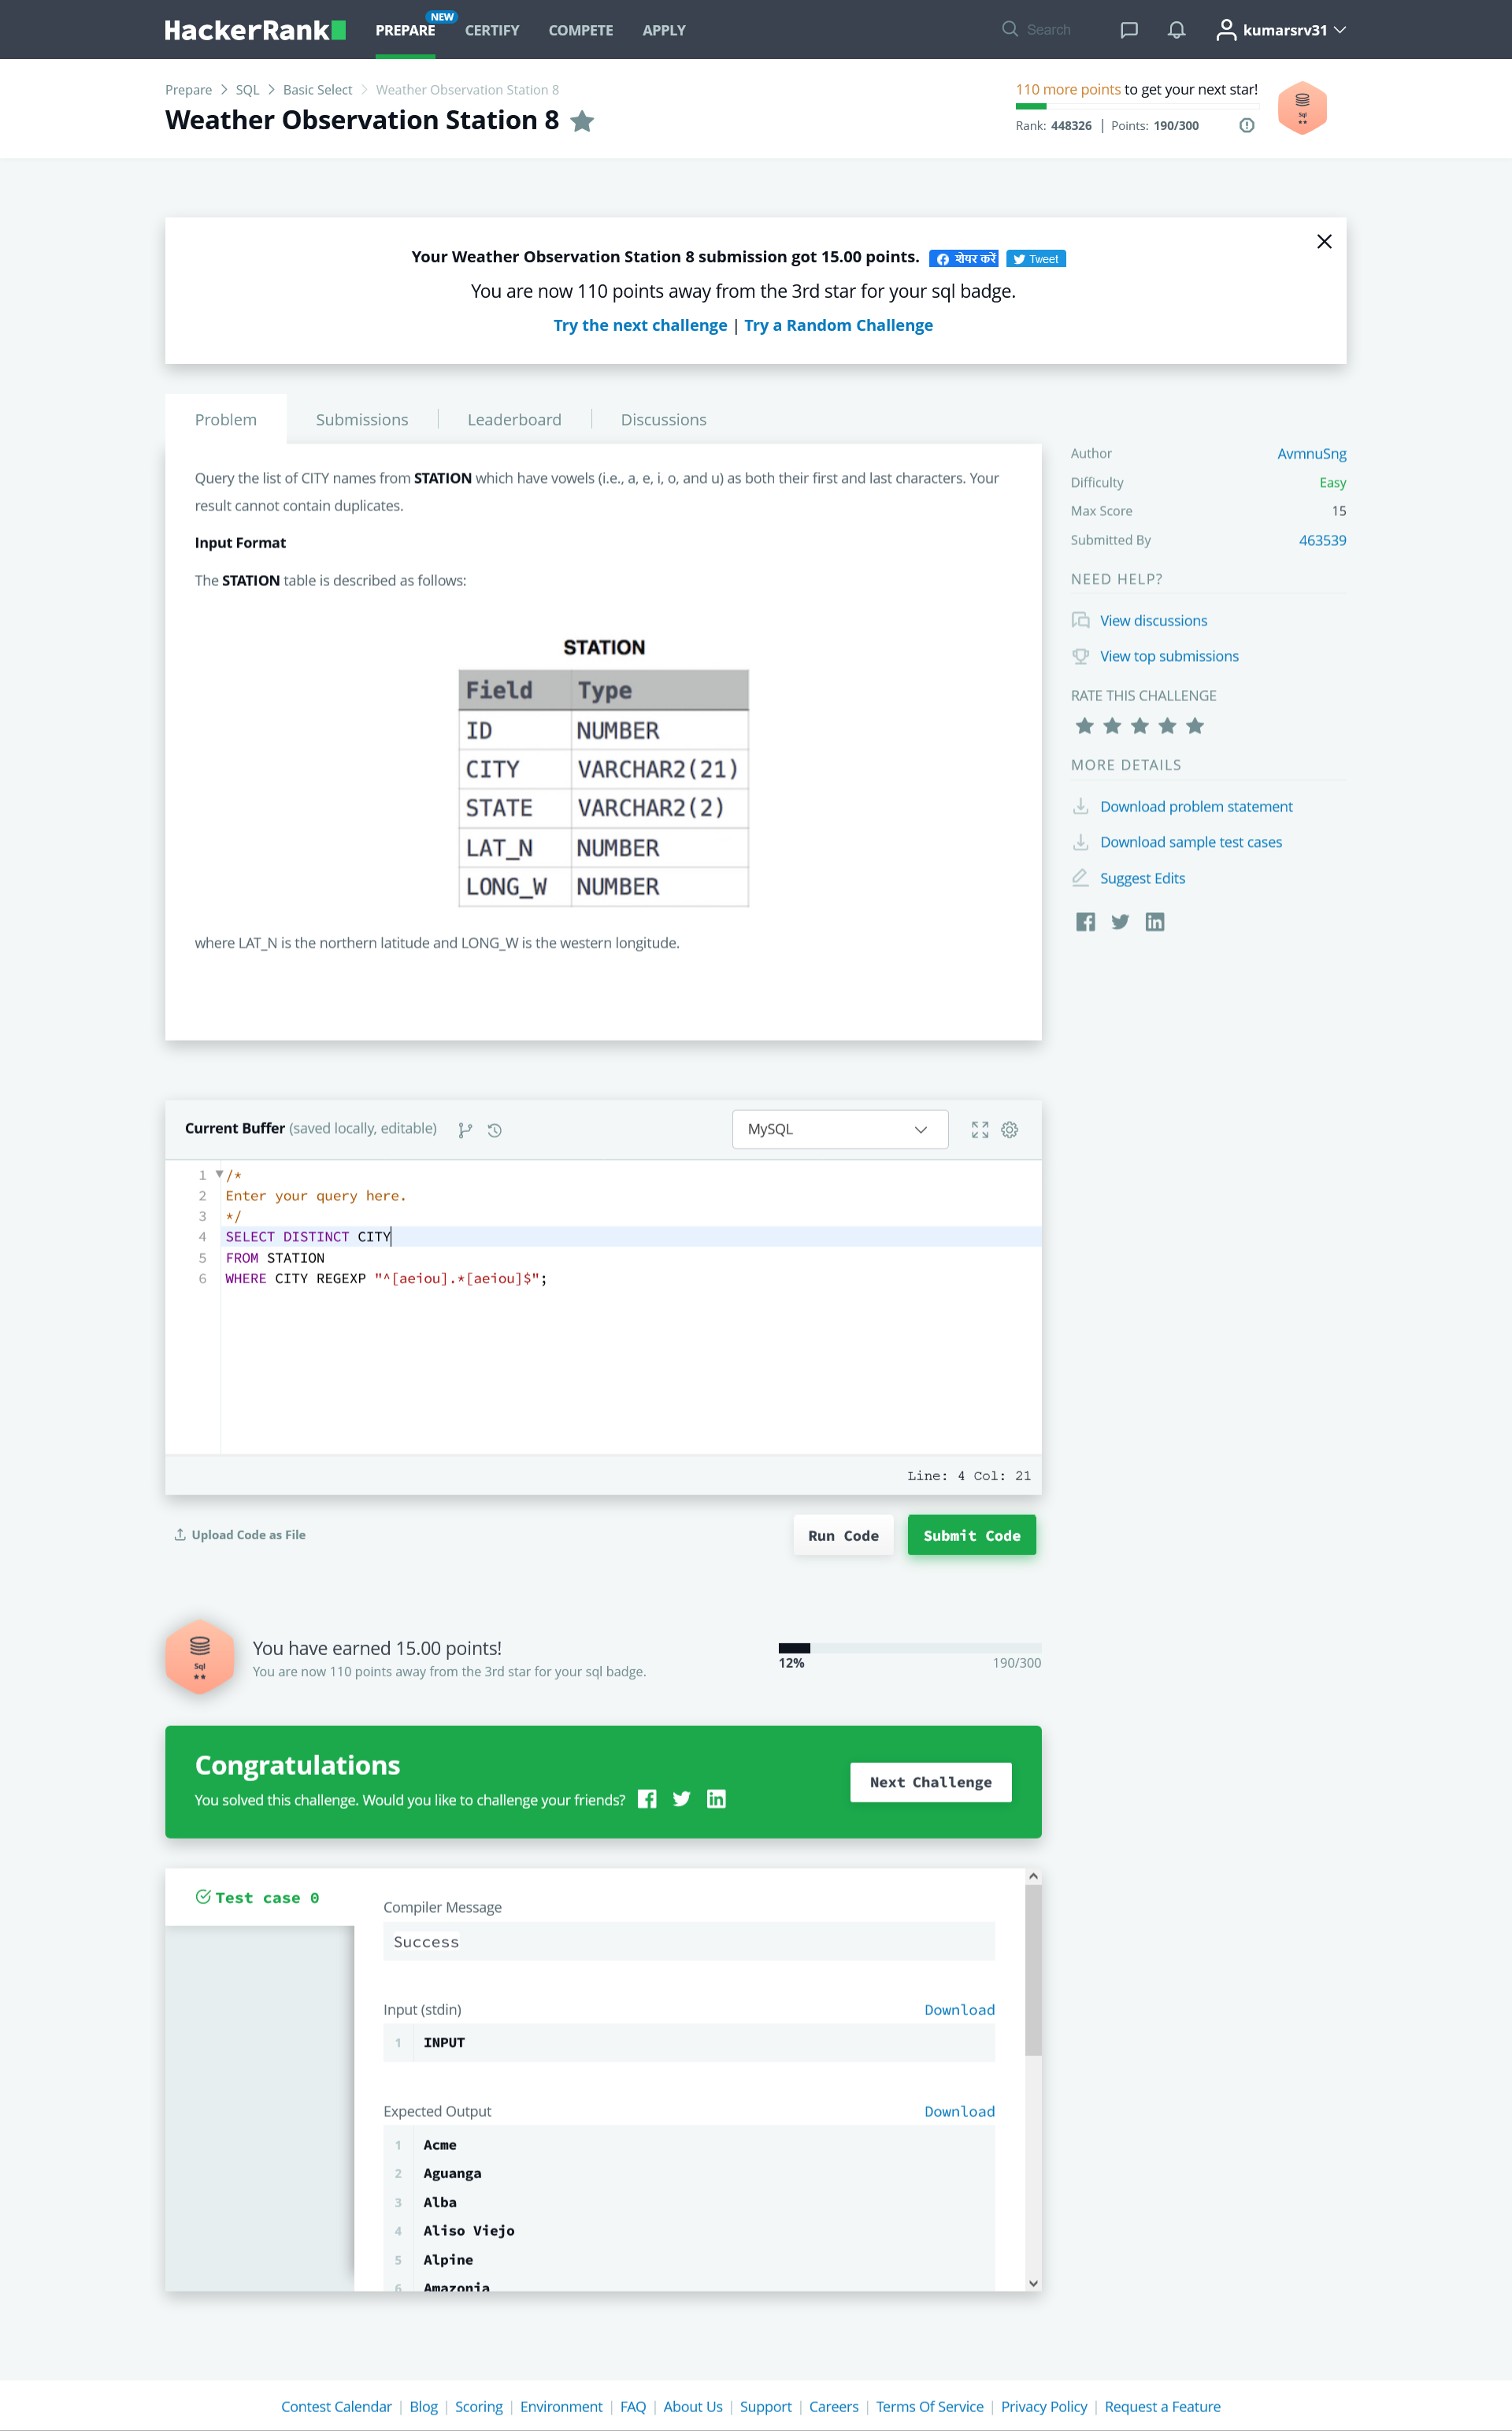 HackerRank
PREPARE NEW CERTIFY COMPETE APPLY Search kumarsrv31
Prepare > SQL > Basic Select > Weather Observation Station 8
Weather Observation Station 8
110 more points to get your next star!
Rank: 448326 | Points: 190/300
Sql
Your Weather Observation Station 8 submission got 15.00 points. शेयर करें Tweet
You are now 110 points away from the 3rd star for your sql badge.
Try the next challenge | Try a Random Challenge
Problem Submissions Leaderboard Discussions
Query the list of CITY names from STATION which have vowels (i.e., a, e, i, o, and u) as both their first and last characters. Your
result cannot contain duplicates.
Input Format
The STATION table is described as follows:
STATION
Field Type
ID NUMBER
CITY VARCHAR2(21)
STATE VARCHAR2(2)
LAT_N NUMBER
LONG_W NUMBER
where LAT_N is the northern latitude and LONG_W is the western longitude.
Author AvmnuSng
Difficulty Easy
Max Score 15
Submitted By 463539
NEED HELP?
View discussions
View top submissions
RATE THIS CHALLENGE
MORE DETAILS
Download problem statement
Download sample test cases
Suggest Edits
Current Buffer (saved locally, editable) MySQL
1 /*
2 Enter your query here.
3 */
4 SELECT DISTINCT CITY
5 FROM STATION
6 WHERE CITY REGEXP "^[aeiou].*[aeiou]$";
Line: 4 Col: 21
Upload Code as File Run Code Submit Code
Sql
You have earned 15.00 points!
You are now 110 points away from the 3rd star for your sql badge.
12% 190/300
Congratulations
You solved this challenge. Would you like to challenge your friends?
Next Challenge
Test case 0
Compiler Message
Success
Input (stdin) Download
1 INPUT
Expected Output Download
1 Acme
2 Aguanga
3 Alba
4 Aliso Viejo
5 Alpine
6 Amazonia
Contest Calendar | Blog | Scoring | Environment | FAQ | About Us | Support | Careers | Terms Of Service | Privacy Policy | Request a Feature